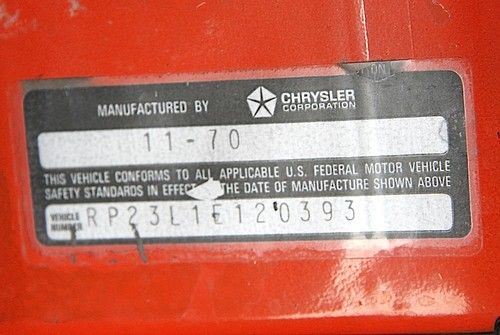 MANUFACTURED BY CHRYSLER CORPORATION
11-70
THIS VEHICLE CONFORMS TO ALL APPLICABLE U.S. FEDERAL MOTOR VEHICLE
SAFETY STANDARDS IN EFFECT THE DATE OF MANUFACTURE SHOWN ABOVE
VEHICLE NUMBER RP23L1E120393